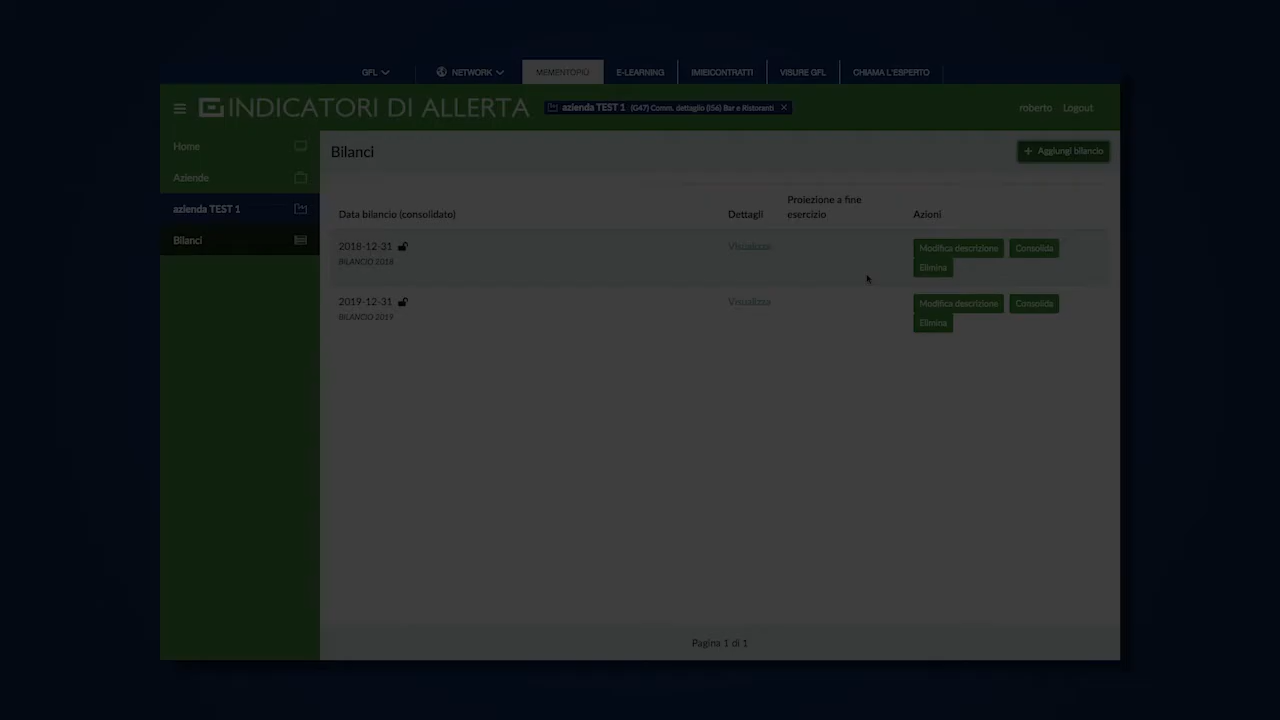 GFL NETWORK MEMENTOPIÙ E-LEARNING IMIEICONTRATTI VISURE GFL CHIAMA L'ESPERTO
INDICATORI DI ALLERTA azienda TEST 1 (G47) Comm. dettaglio (I56) Bar e Ristoranti × roberto Logout
Home
Aziende
azienda TEST 1
Bilanci
Bilanci + Aggiungi bilancio
Data bilancio (consolidato) Dettagli Proiezione a fine esercizio Azioni
2018-12-31 Visualizza Modifica descrizione Consolida
BILANCIO 2018 Elimina
2019-12-31 Visualizza Modifica descrizione Consolida
BILANCIO 2019 Elimina
Pagina 1 di 1